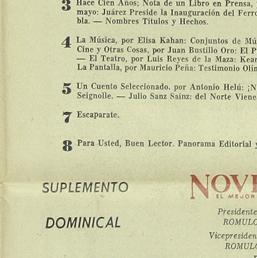 3 Hace Cien Años; Nota de un Libro en Prensa,
mayo: Juárez Preside la Inauguración del Ferro
bla. — Nombres Títulos y Hechos.
4 La Música, por Elisa Kahan: Conjuntos de Mú
Cine y Otras Cosas, por Juan Bustillo Oro: El P
— El Teatro, por Luis Reyes de la Maza: Kean
La Pantalla, por Mauricio Peña: Testimonio Olím
5 Un Cuento Seleccionado, por Antonio Helú: ¡N
Seignolle. — Julio Sanz Sainz: del Norte Viene
7 Escaparate.
8 Para Usted, Buen Lector. Panorama Editorial y
SUPLEMENTO
DOMINICAL
NOVE
EL MEJOR
Presidente
ROMULO
Vicepresiden
ROMUL